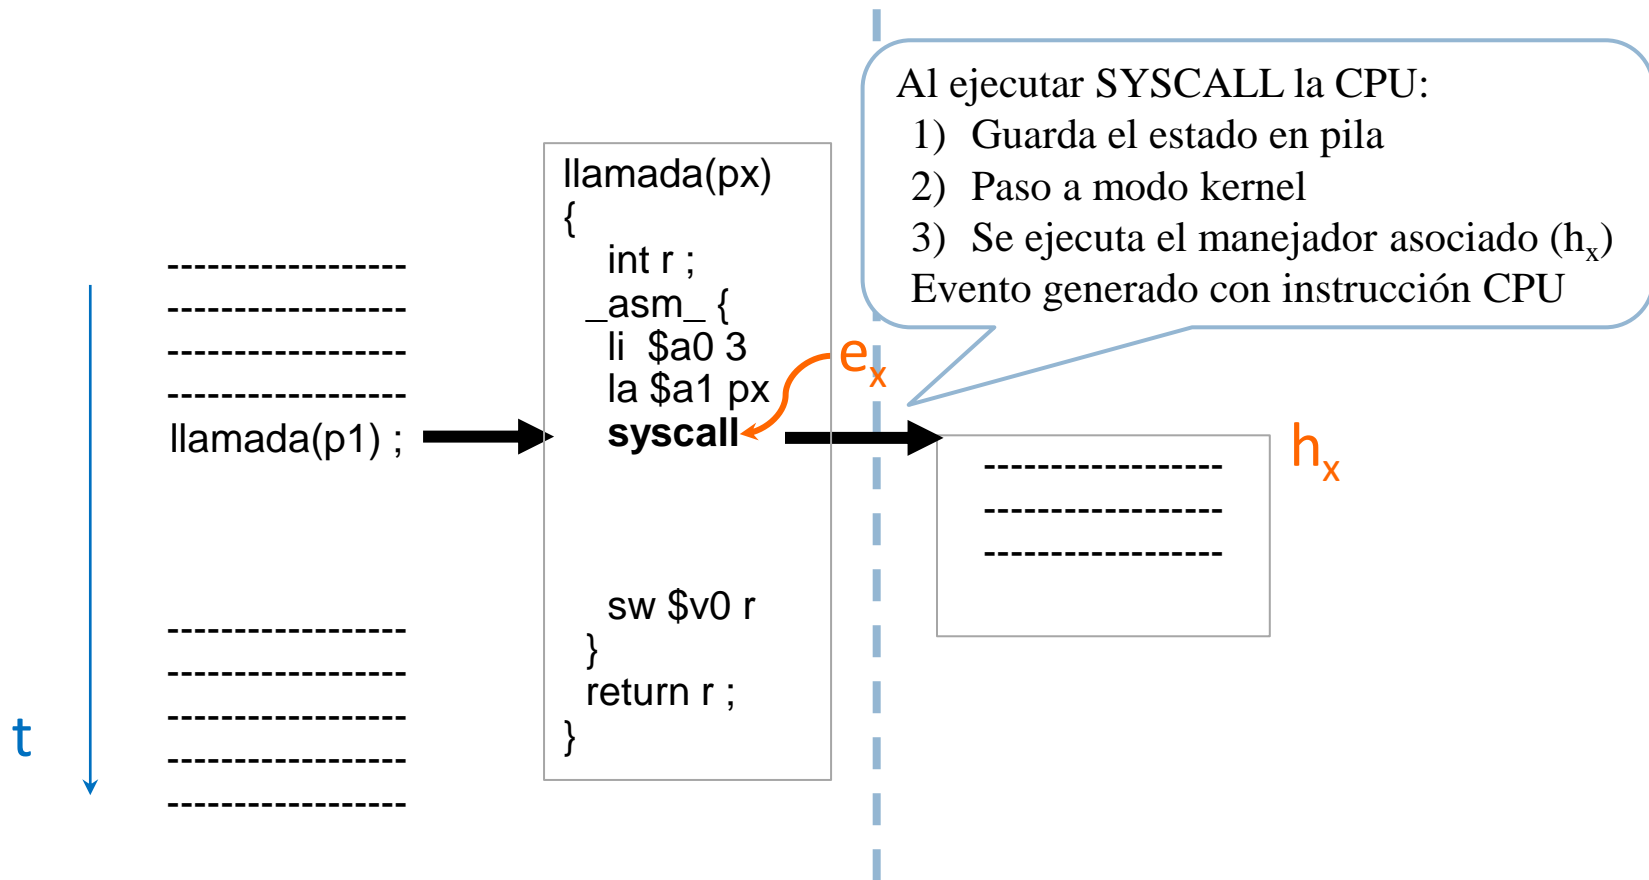 Al ejecutar SYSCALL la CPU:
1) Guarda el estado en pila
2) Paso a modo kernel
3) Se ejecuta el manejador asociado (hx)
Evento generado con instrucción CPU
llamada(px)
{
int r ;
_asm_ {
li $a0 3
la $a1 px
syscall
sw $v0 r
}
return r ;
}
ex
------------------
------------------
------------------
------------------
llamada(p1) ;
------------------
------------------
------------------
------------------
------------------
hx
------------------
------------------
------------------
t